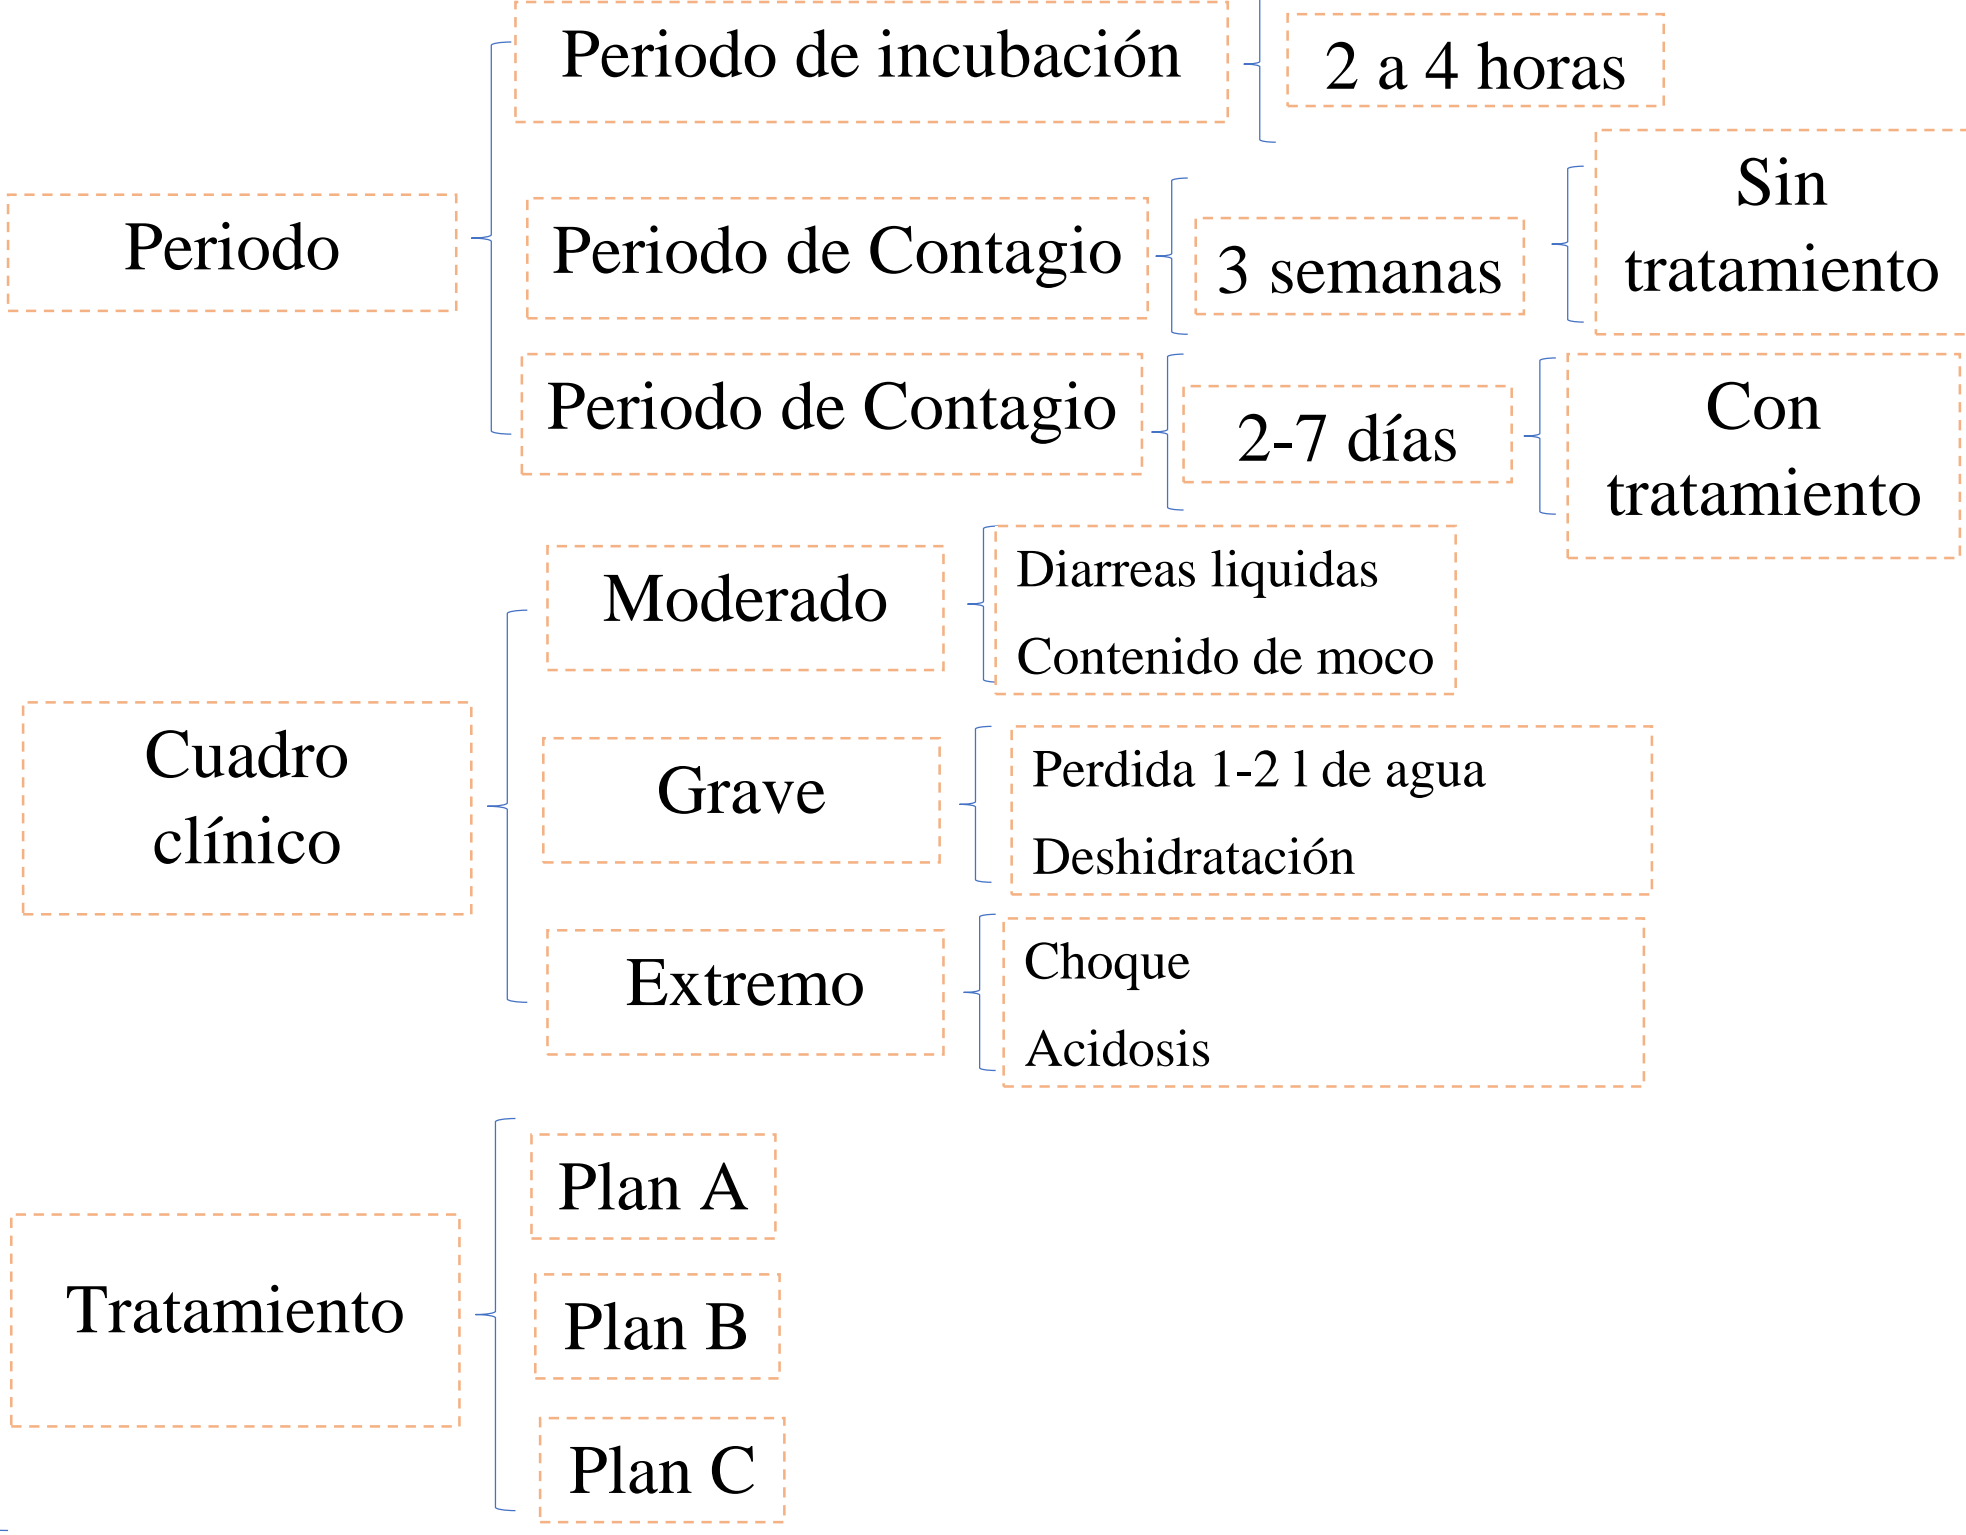 Periodo
Periodo de incubación
2 a 4 horas
Periodo de Contagio
3 semanas
Sin
tratamiento
Periodo de Contagio
2-7 días
Con
tratamiento
Cuadro
clínico
Moderado
Diarreas liquidas
Contenido de moco
Grave
Perdida 1-2 l de agua
Deshidratación
Extremo
Choque
Acidosis
Tratamiento
Plan A
Plan B
Plan C